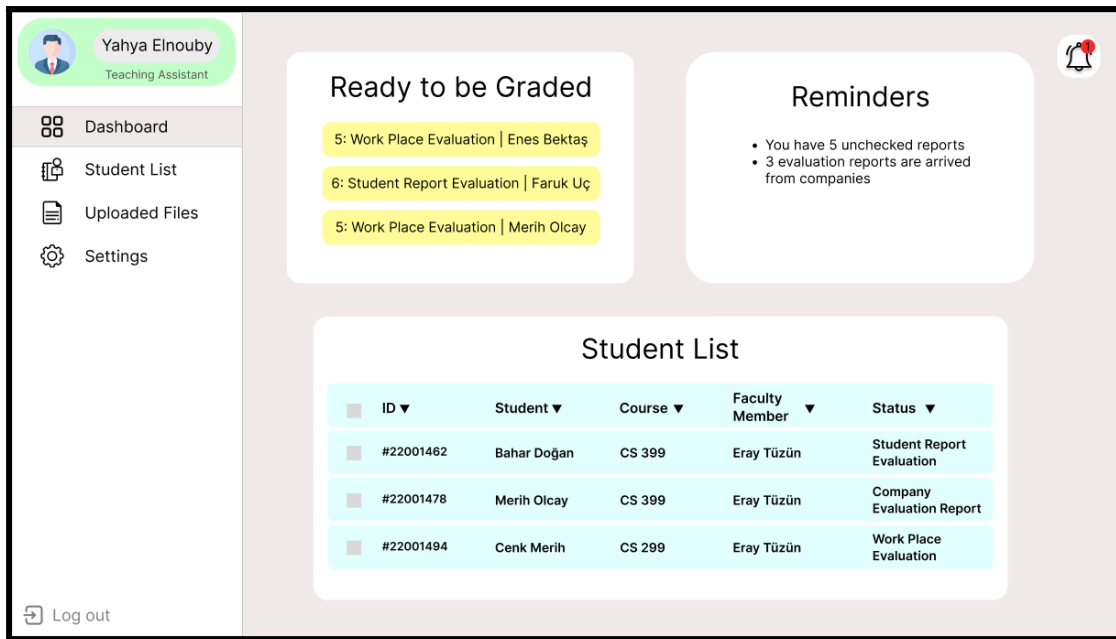 Yahya Elnouby
Teaching Assistant
Dashboard
Student List
Uploaded Files
Settings
Log out
1
Ready to be Graded
5: Work Place Evaluation | Enes Bektaş
6: Student Report Evaluation | Faruk Uç
5: Work Place Evaluation | Merih Olcay
Reminders
• You have 5 unchecked reports
• 3 evaluation reports are arrived
from companies
Student List
ID ▼ Student ▼ Course ▼ Faculty Member ▼ Status ▼
#22001462 Bahar Doğan CS 399 Eray Tüzün Student Report Evaluation
#22001478 Merih Olcay CS 399 Eray Tüzün Company Evaluation Report
#22001494 Cenk Merih CS 299 Eray Tüzün Work Place Evaluation